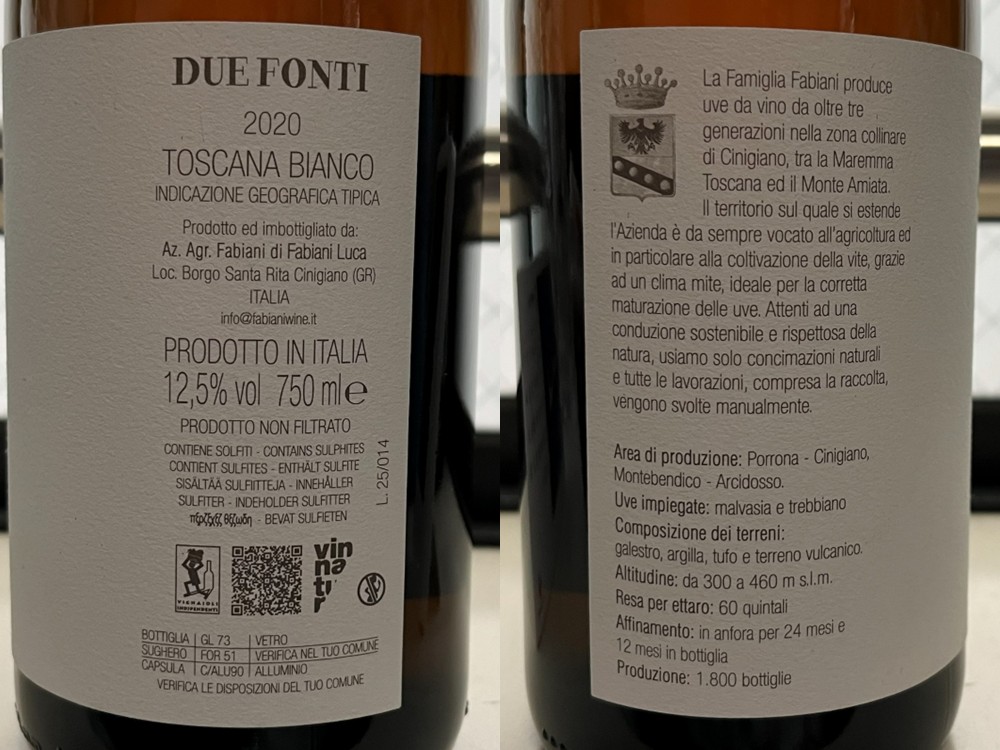 DUE FONTI
2020
TOSCANA BIANCO
INDICAZIONE GEOGRAFICA TIPICA
Prodotto ed imbottigliato da:
Az. Agr. Fabiani di Fabiani Luca
Loc. Borgo Santa Rita Cinigiano (GR)
ITALIA
info@fabianiwine.it
PRODOTTO IN ITALIA
12,5% vol 750 ml e
PRODOTTO NON FILTRATO
CONTIENE SOLFITI - CONTAINS SULPHITES
CONTIENT SULFITES - ENTHÄLT SULFITE
SISÄLTÄÄ SULFITTEJA - INNEHÅLLER
SULFITER - INDEHOLDER SULFITTER
- BEVAT SULFIETEN
L. 25/014
VIGNAIOLI
INDIPENDENTI
vin
na
tu
r
BOTTIGLIA | GL 73 | VETRO
SUGHERO | FOR 51 | VERIFICA NEL TUO COMUNE
CAPSULA | C/ALU90 | ALLUMINIO
VERIFICA LE DISPOSIZIONI DEL TUO COMUNE
La Famiglia Fabiani produce
uve da vino da oltre tre
generazioni nella zona collinare
di Cinigiano, tra la Maremma
Toscana ed il Monte Amiata.
Il territorio sul quale si estende
l'Azienda è da sempre vocato all'agricoltura ed
in particolare alla coltivazione della vite, grazie
ad un clima mite, ideale per la corretta
maturazione delle uve. Attenti ad una
conduzione sostenibile e rispettosa della
natura, usiamo solo concimazioni naturali
e tutte le lavorazioni, compresa la raccolta,
vengono svolte manualmente.
Area di produzione: Porrona - Cinigiano,
Montebendico - Arcidosso.
Uve impiegate: malvasia e trebbiano
Composizione dei terreni:
galestro, argilla, tufo e terreno vulcanico.
Altitudine: da 300 a 460 m s.l.m.
Resa per ettaro: 60 quintali
Affinamento: in anfora per 24 mesi e
12 mesi in bottiglia
Produzione: 1.800 bottiglie